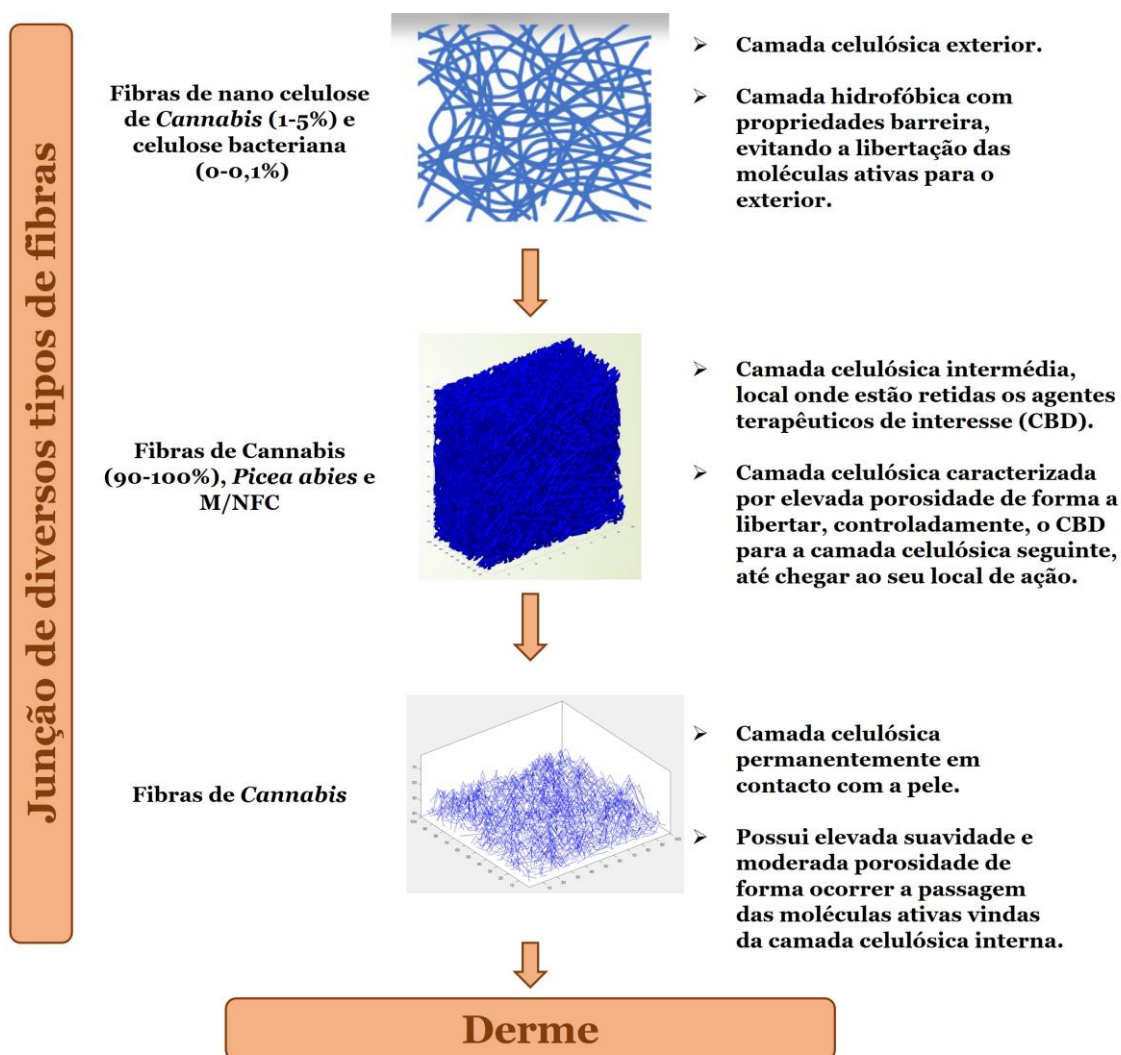 Junção de diversos tipos de fibras
Fibras de nano celulose
de Cannabis (1-5%) e
celulose bacteriana
(0-0,1%)
➢ Camada celulósica exterior.
➢ Camada hidrofóbica com
propriedades barreira,
evitando a libertação das
moléculas ativas para o
exterior.
Fibras de Cannabis
(90-100%), Picea abies e
M/NFC
➢ Camada celulósica intermédia,
local onde estão retidas os agentes
terapêuticos de interesse (CBD).
➢ Camada celulósica caracterizada
por elevada porosidade de forma a
libertar, controladamente, o CBD
para a camada celulósica seguinte,
até chegar ao seu local de ação.
Fibras de Cannabis
➢ Camada celulósica
permanentemente em
contacto com a pele.
➢ Possui elevada suavidade e
moderada porosidade de
forma ocorrer a passagem
das moléculas ativas vindas
da camada celulósica interna.
Derme